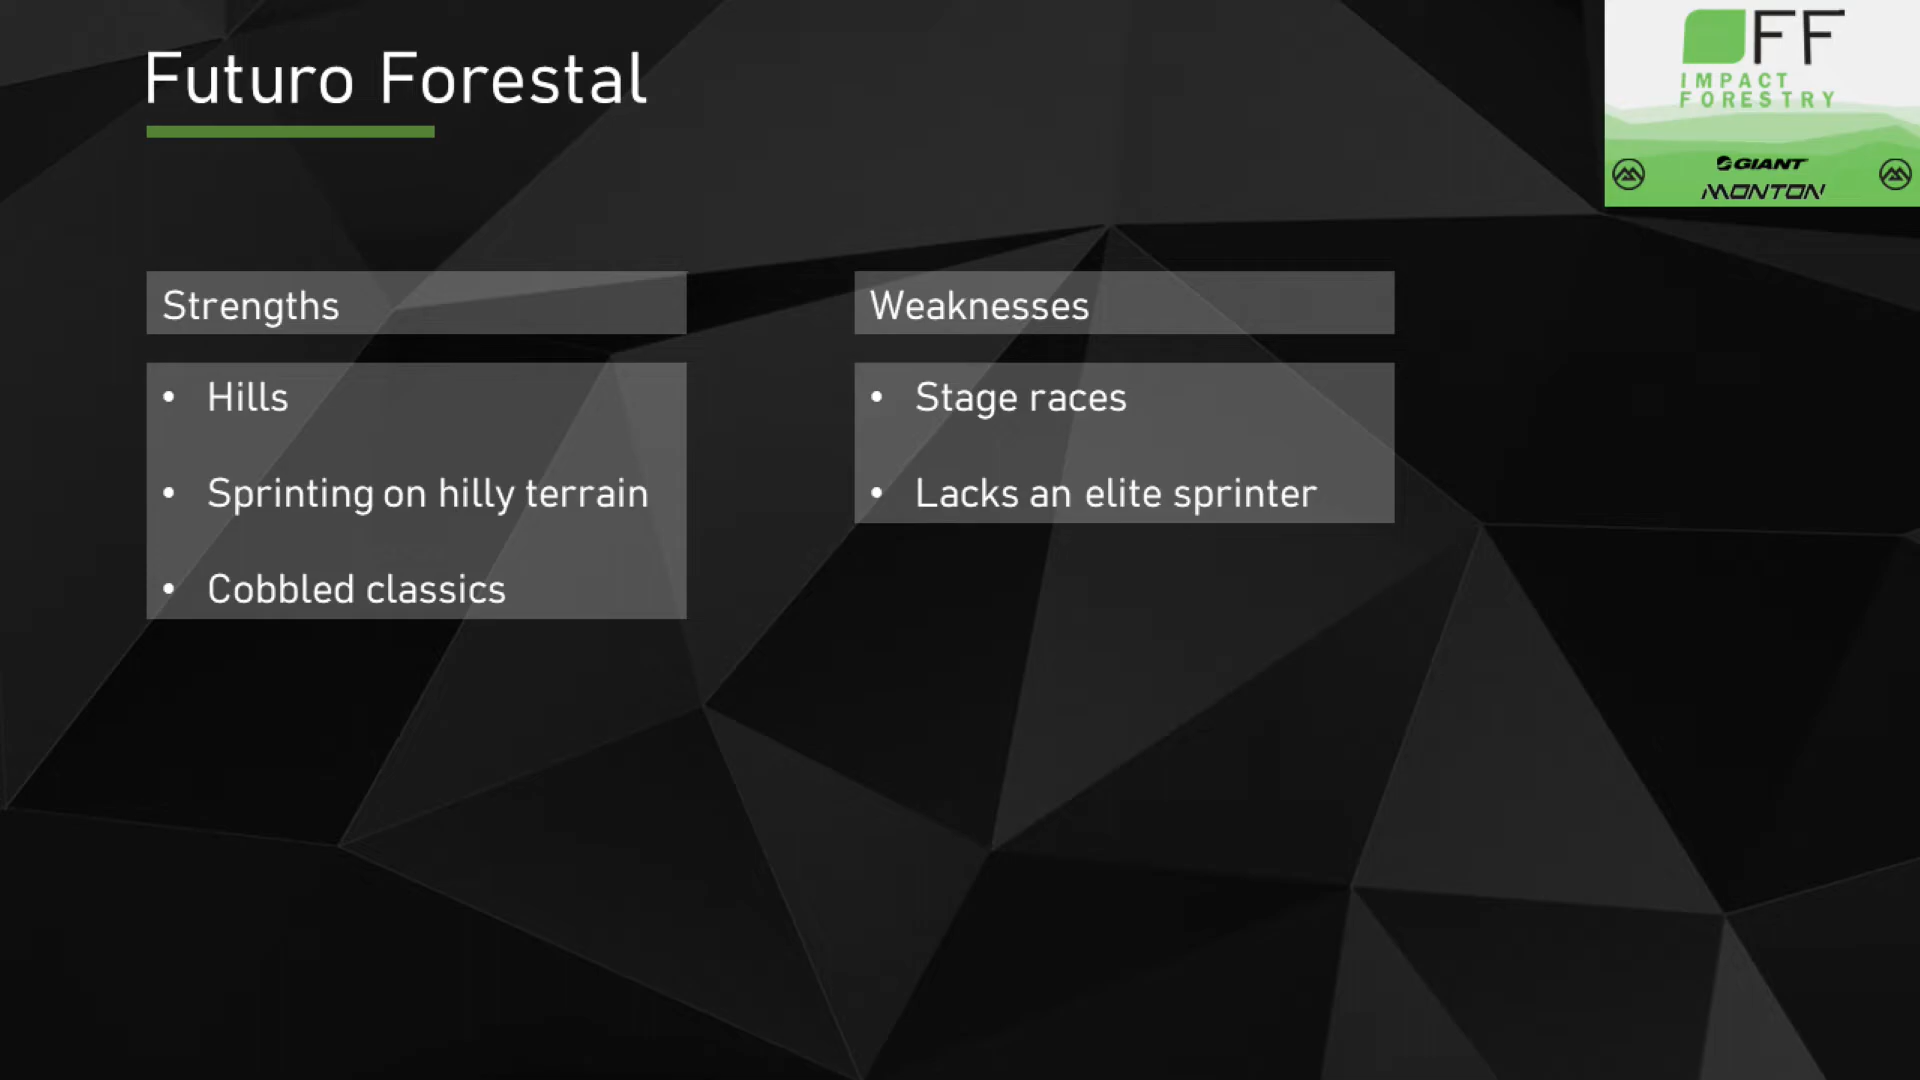 Futuro Forestal
FF
IMPACT
FORESTRY
GIANT
MONTON
Strengths
• Hills
• Sprinting on hilly terrain
• Cobbled classics
Weaknesses
• Stage races
• Lacks an elite sprinter